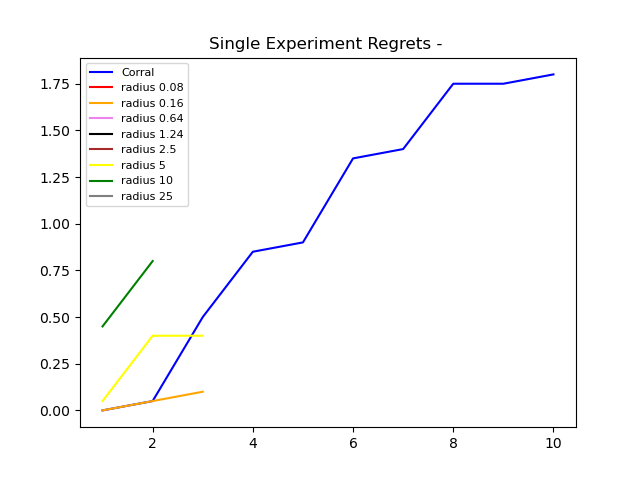 Single Experiment Regrets -
Corral
radius 0.08
radius 0.16
radius 0.64
radius 1.24
radius 2.5
radius 5
radius 10
radius 25
1.75
1.50
1.25
1.00
0.75
0.50
0.25
0.00
2 4 6 8 10